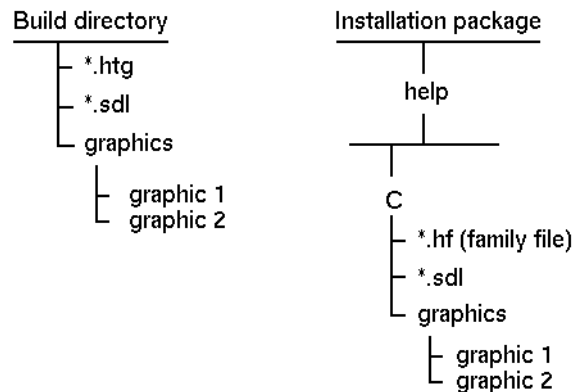 Build directory
*.htg
*.sdl
graphics
graphic 1
graphic 2
Installation package
help
C
*.hf (family file)
*.sdl
graphics
graphic 1
graphic 2